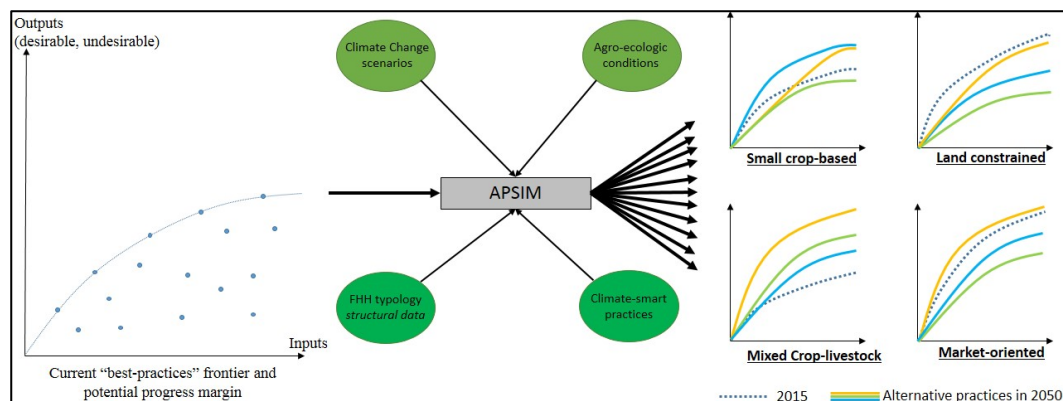 Outputs
(desirable, undesirable)
Inputs
Current “best-practices” frontier and
potential progress margin
Climate Change
scenarios
Agro-ecologic
conditions
APSIM
FHH typology
structural data
Climate-smart
practices
Small crop-based
Land constrained
Mixed Crop-livestock
Market-oriented
2015
Alternative practices in 2050